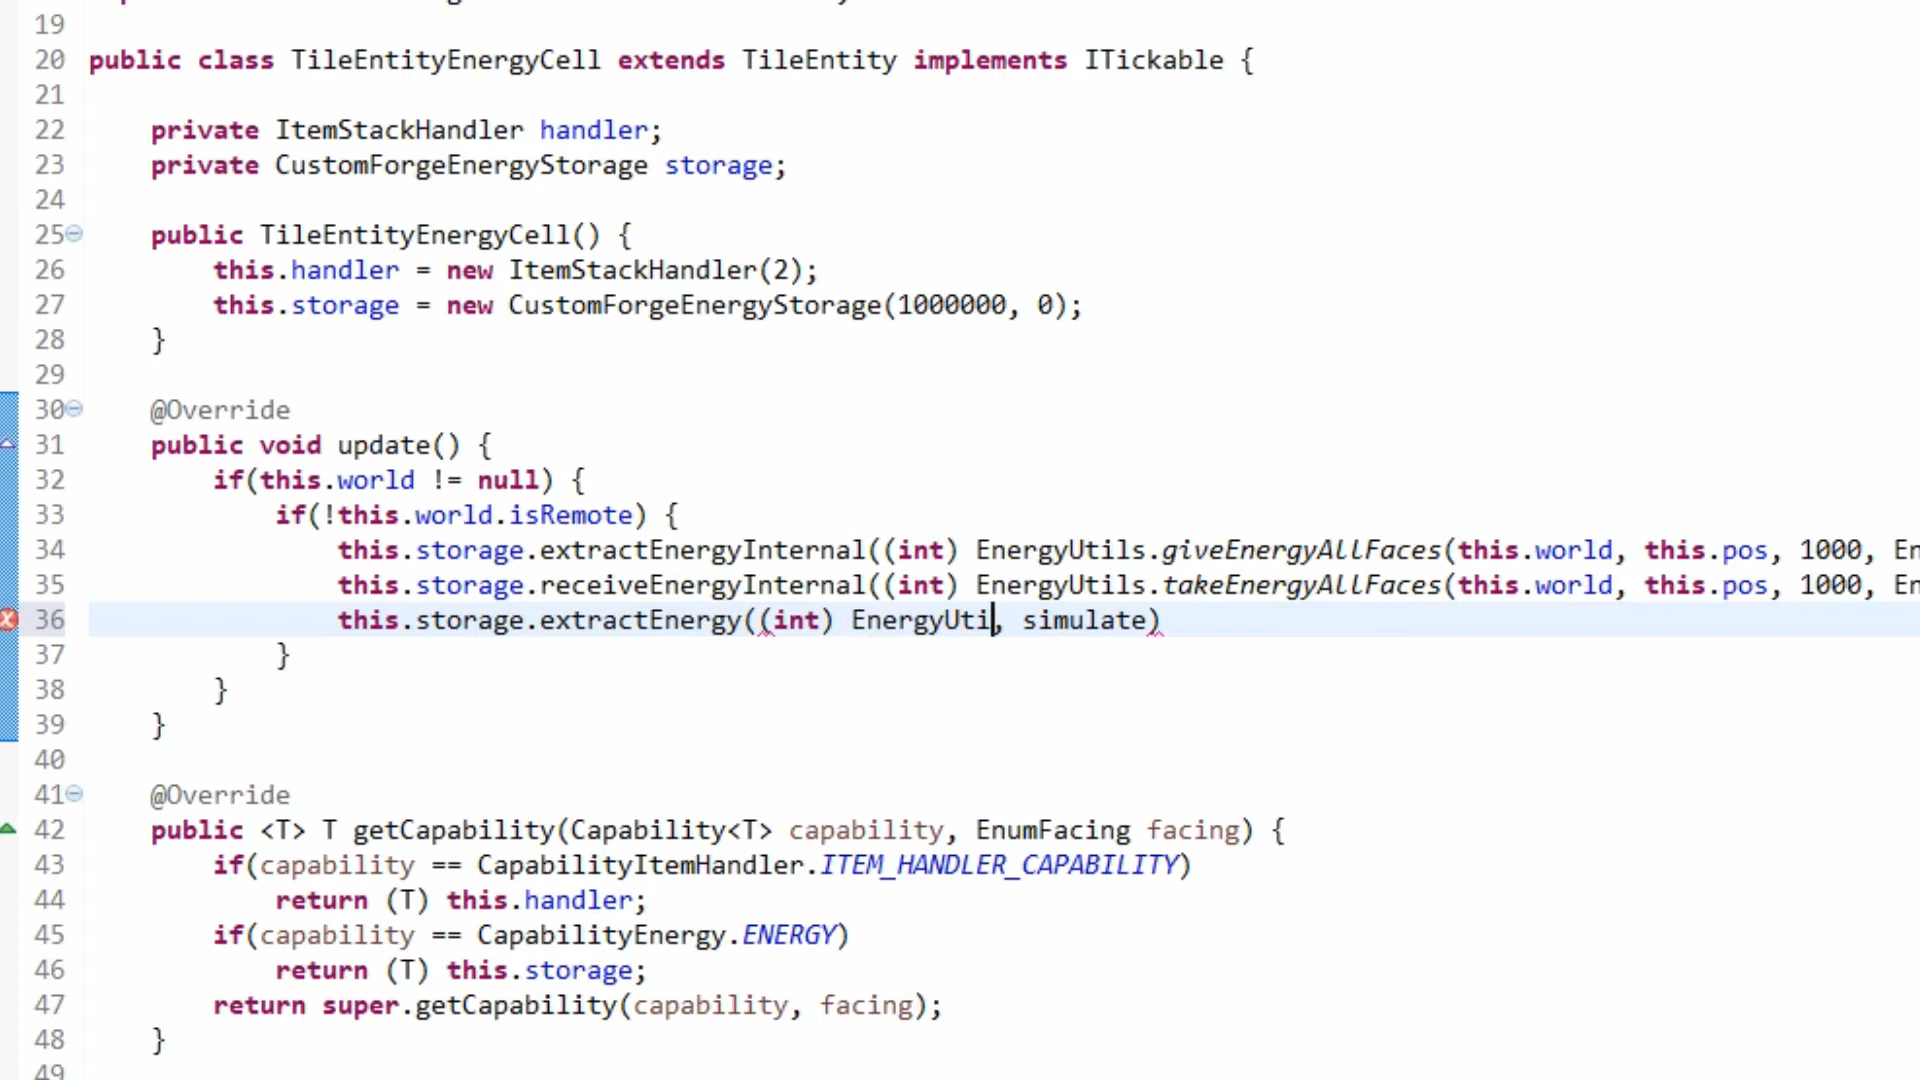 19
20 public class TileEntityEnergyCell extends TileEntity implements ITickable {
21
22 private ItemStackHandler handler;
23 private CustomForgeEnergyStorage storage;
24
25 public TileEntityEnergyCell() {
26 this.handler = new ItemStackHandler(2);
27 this.storage = new CustomForgeEnergyStorage(1000000, 0);
28 }
29
30 @Override
31 public void update() {
32 if(this.world != null) {
33 if(!this.world.isRemote) {
34 this.storage.extractEnergyInternal((int) EnergyUtils.giveEnergyAllFaces(this.world, this.pos, 1000, En
35 this.storage.receiveEnergyInternal((int) EnergyUtils.takeEnergyAllFaces(this.world, this.pos, 1000, En
36 this.storage.extractEnergy((int) EnergyUti, simulate)
37 }
38 }
39 }
40
41 @Override
42 public <T> T getCapability(Capability<T> capability, EnumFacing facing) {
43 if(capability == CapabilityItemHandler.ITEM_HANDLER_CAPABILITY)
44 return (T) this.handler;
45 if(capability == CapabilityEnergy.ENERGY)
46 return (T) this.storage;
47 return super.getCapability(capability, facing);
48 }
49